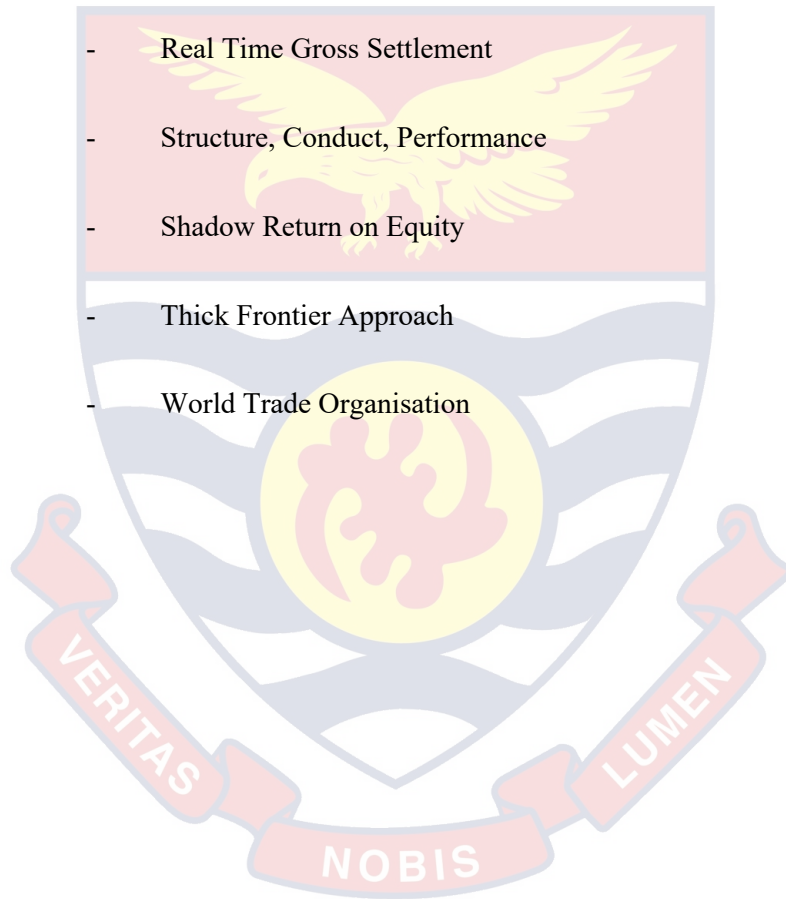 - Real Time Gross Settlement
- Structure, Conduct, Performance
- Shadow Return on Equity
- Thick Frontier Approach
- World Trade Organisation
VERITAS
NOBIS
LUMEN